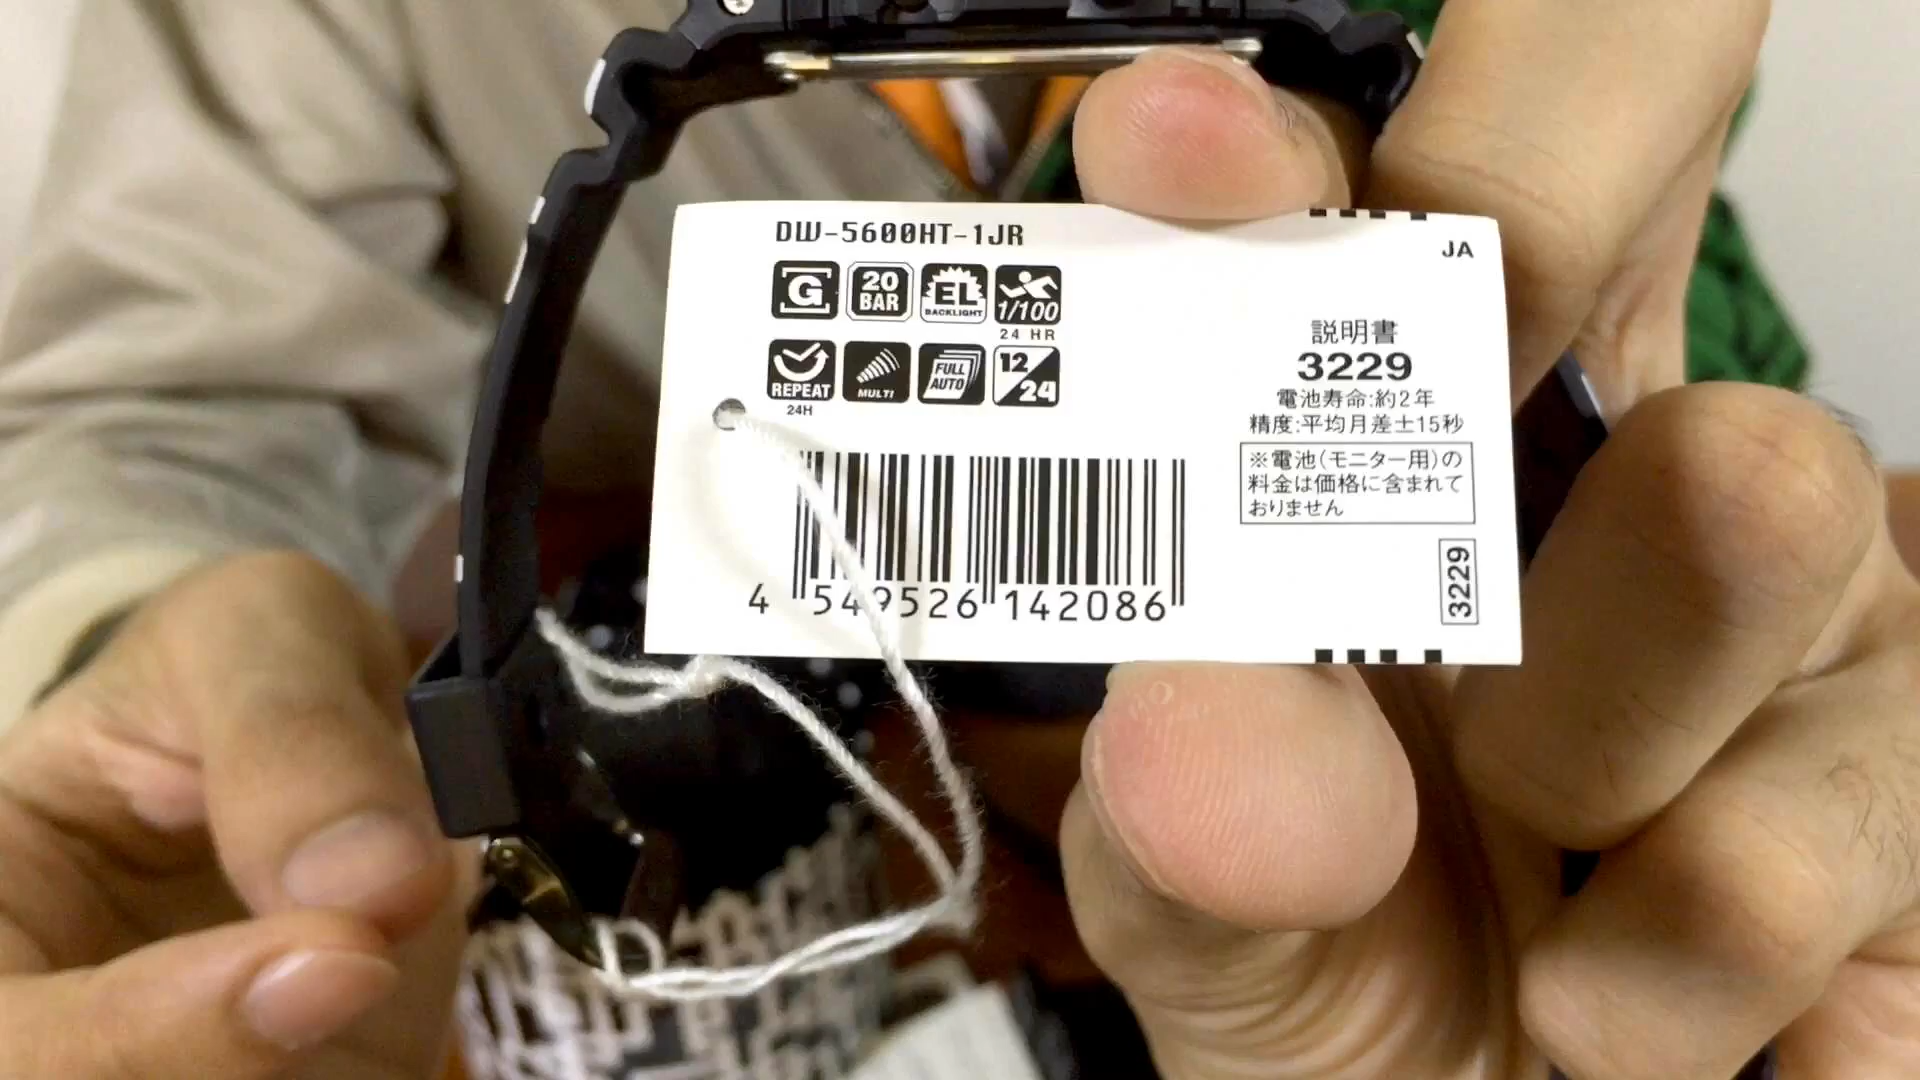 DW-5600HT-1JR
JA
G
20
BAR
EL
BACKLIGHT
1/100
24 HR
REPEAT
24H
MULTI
FULL
AUTO
12/24
説明書
3229
電池寿命:約2年
精度:平均月差±15秒
※電池(モニター用)の
料金は価格に含まれて
おりません
4 549526 142086
3229